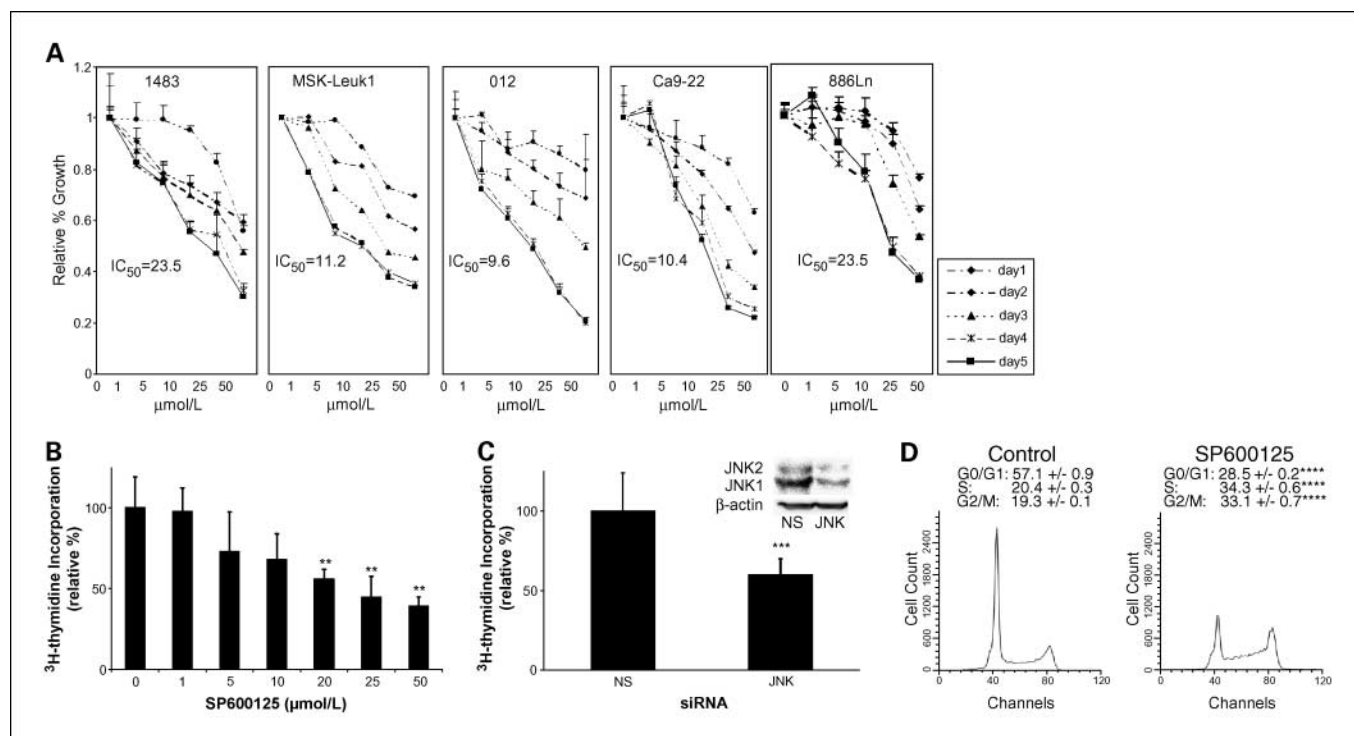 A
1483
MSK-Leuk1
012
Ca9-22
886Ln
Relative % Growth
1.2
1
0.8
0.6
0.4
0.2
0
IC50=23.5
IC50=11.2
IC50=9.6
IC50=10.4
IC50=23.5
0 1 5 10 25 50
0 1 5 10 25 50
0 1 5 10 25 50
0 1 5 10 25 50
0 1 5 10 25 50
µmol/L
µmol/L
µmol/L
µmol/L
µmol/L
day1
day2
day3
day4
day5
B
3H-thymidine Incorporation
(relative %)
100
50
0
** ** **
0 1 5 10 20 25 50
SP600125 (µmol/L)
C
3H-thymidine Incorporation
(relative %)
100
50
0
JNK2
JNK1
β-actin
NS JNK
***
NS JNK
siRNA
D
Control
G0/G1: 57.1 +/- 0.9
S: 20.4 +/- 0.3
G2/M: 19.3 +/- 0.1
Cell Count
2400
1800
1200
600
0
0 40 80 120
Channels
SP600125
G0/G1: 28.5 +/- 0.2****
S: 34.3 +/- 0.6****
G2/M: 33.1 +/- 0.7****
Cell Count
2400
1800
1200
600
0
0 40 80 120
Channels